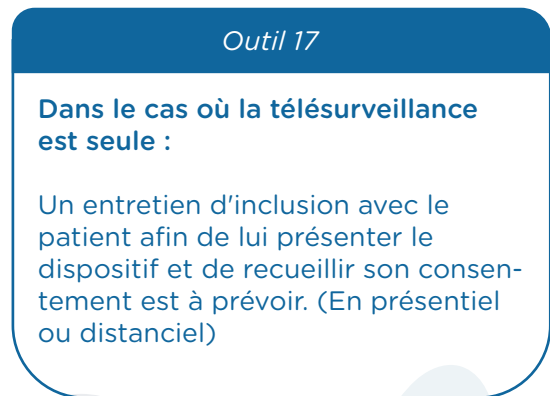 Outil 17
Dans le cas où la télésurveillance
est seule :
Un entretien d'inclusion avec le
patient afin de lui présenter le
dispositif et de recueillir son consen-
tement est à prévoir. (En présentiel
ou distanciel)